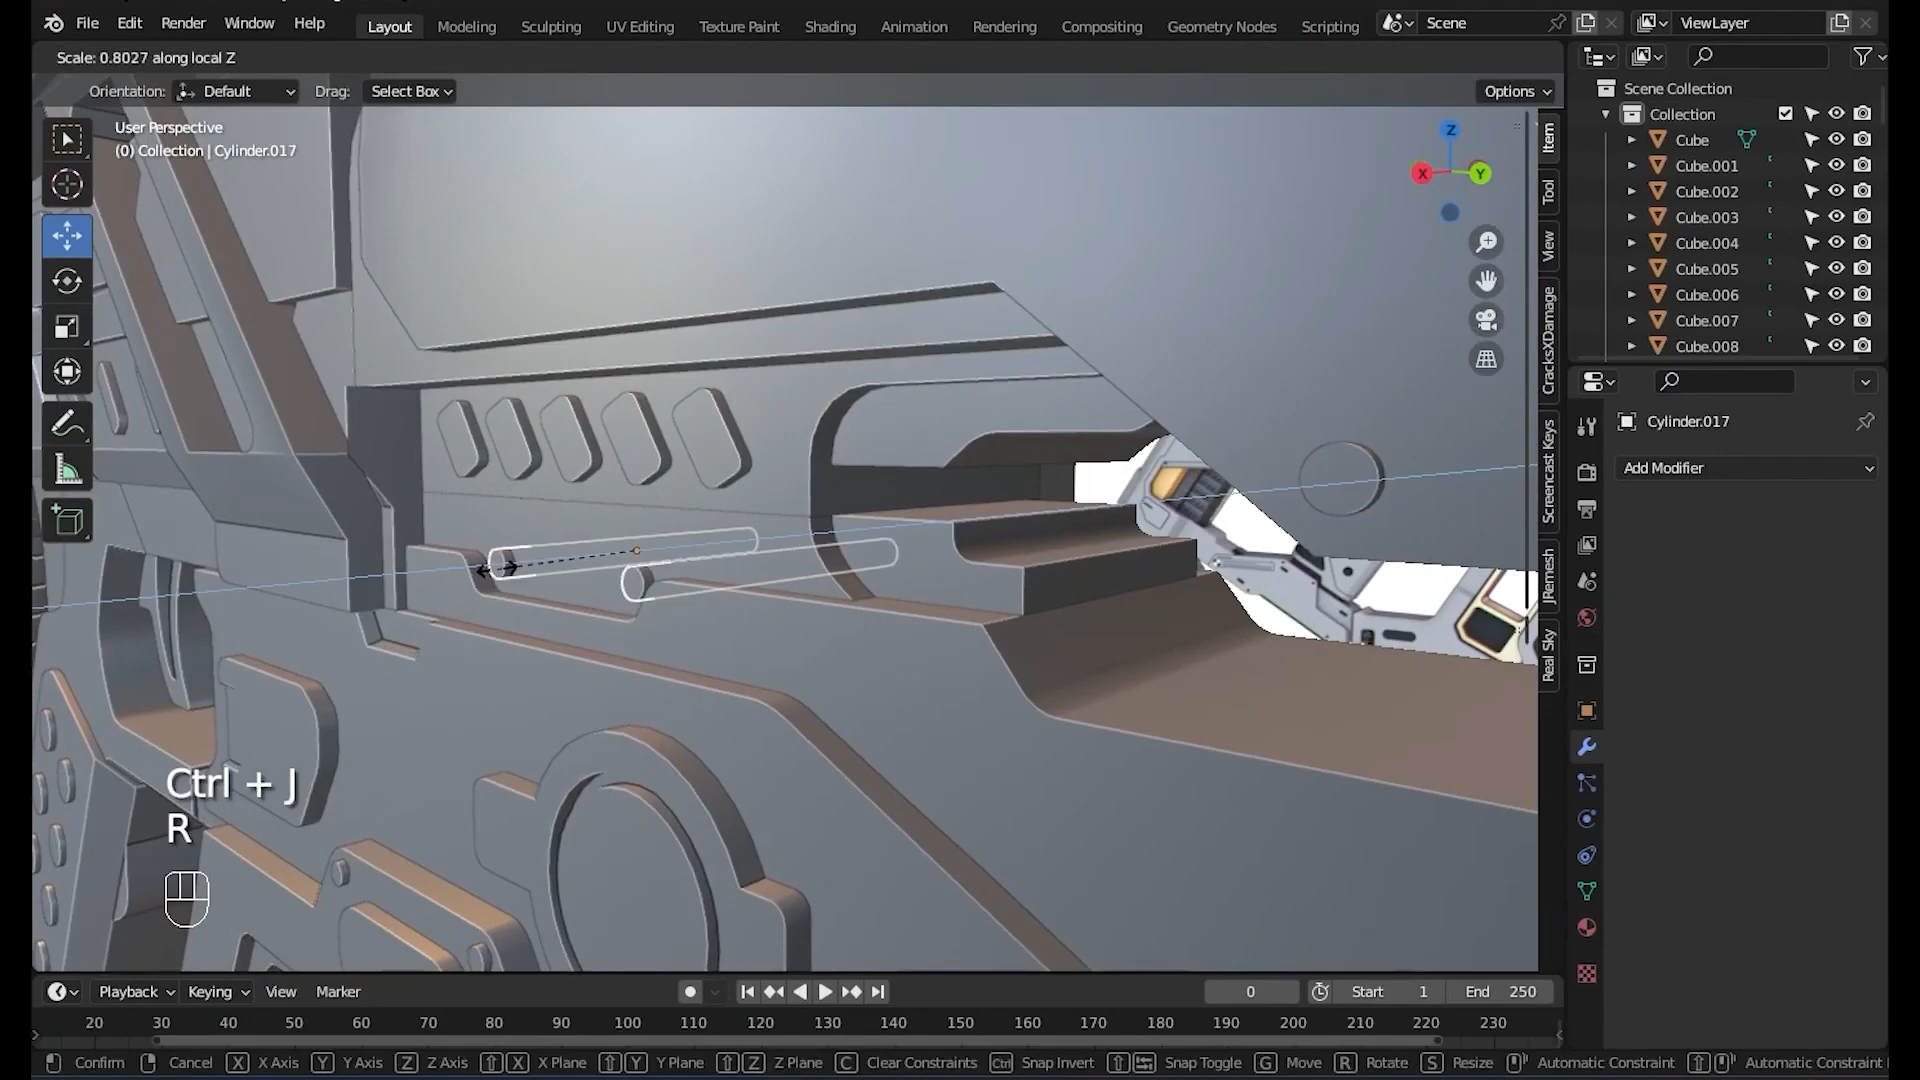 File Edit Render Window Help Layout Modeling Sculpting UV Editing Texture Paint Shading Animation Rendering Compositing Geometry Nodes Scripting Scene ViewLayer
Scale: 0.8027 along local Z
Orientation: Default Drag: Select Box Options
User Perspective
(0) Collection | Cylinder.017
Z
X
Y
Item
Tool
View
CracksXDamage
Screencast Keys
JRemesh
Real Sky
Scene Collection
Collection
Cube
Cube.001
Cube.002
Cube.003
Cube.004
Cube.005
Cube.006
Cube.007
Cube.008
Cylinder.017
Add Modifier
Ctrl + J
R
Playback Keying View Marker 0 Start 1 End 250
20 30 40 50 60 70 80 90 100 110 120 130 140 150 160 170 180 190 200 210 220 230
Confirm Cancel X X Axis Y Y Axis Z Z Axis X X Plane Y Y Plane Z Z Plane C Clear Constraints Ctrl Snap Invert Snap Toggle G Move R Rotate S Resize Automatic Constraint Automatic Constraint